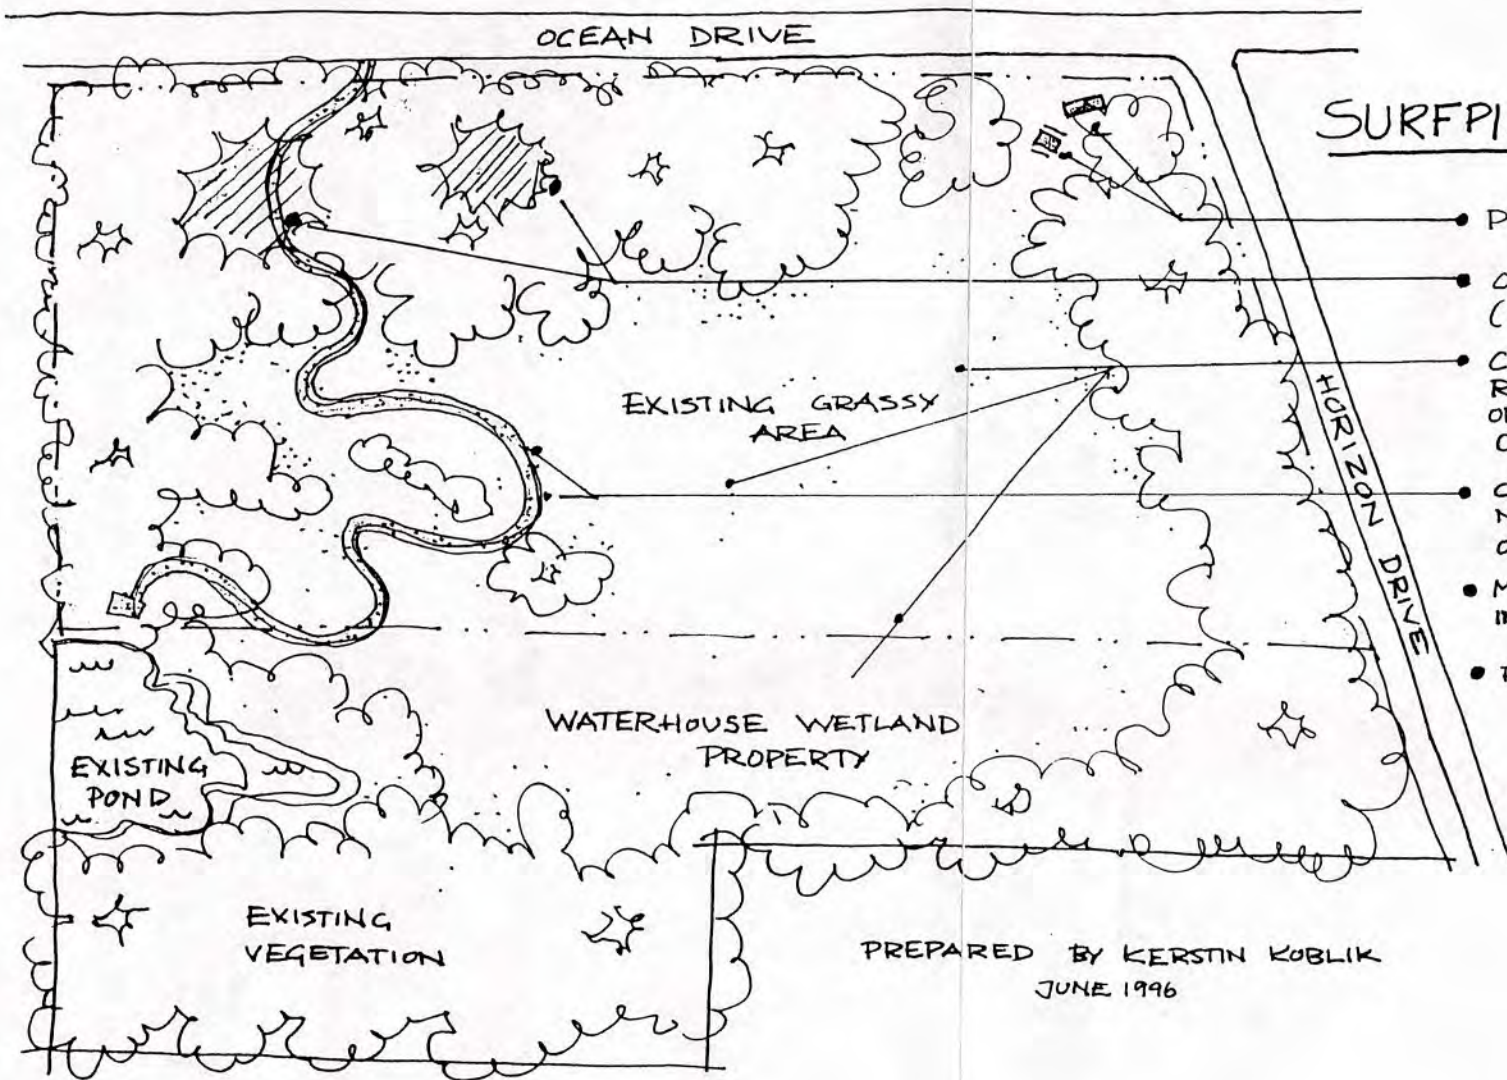 OCEAN DRIVE
EXISTING GRASSY
AREA
HORIZON DRIVE
WATERHOUSE WETLAND
PROPERTY
EXISTING
POND
EXISTING
VEGETATION
PREPARED BY KERSTIN KOBLIK
JUNE 1996